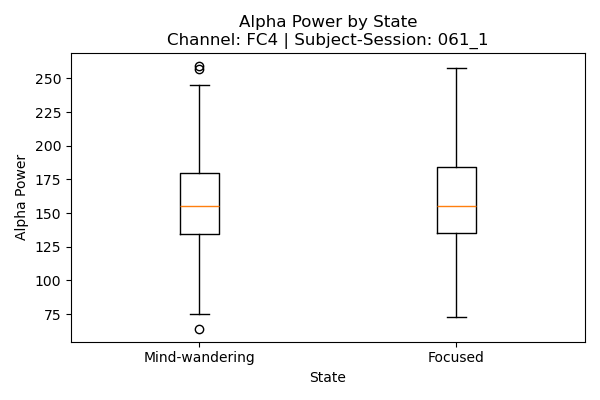 Alpha Power by State
Channel: FC4 | Subject-Session: 061_1
Alpha Power
250
225
200
175
150
125
100
75
Mind-wandering
Focused
State